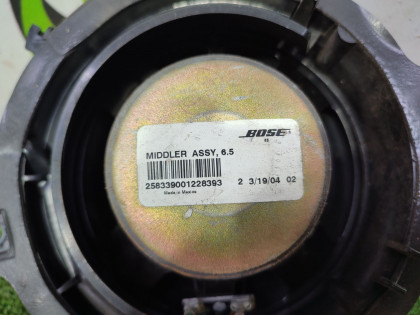 BOSE
MIDDLER ASSY, 6.5
258339001228393 2 3/19/04 02
Made in Mexico